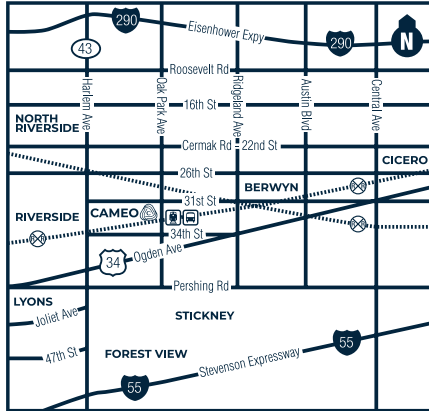 290
Eisenhower Expy
290
N
43
Roosevelt Rd
Harlem Ave
Oak Park Ave
Ridgeland Ave
Austin Blvd
Central Ave
16th St
NORTH
RIVERSIDE
Cermak Rd
22nd St
CICERO
26th St
BERWYN
31st St
RIVERSIDE
CAMEO
34th St
Ogden Ave
34
Pershing Rd
LYONS
Joliet Ave
STICKNEY
47th St
FOREST VIEW
Stevenson Expressway
55
55